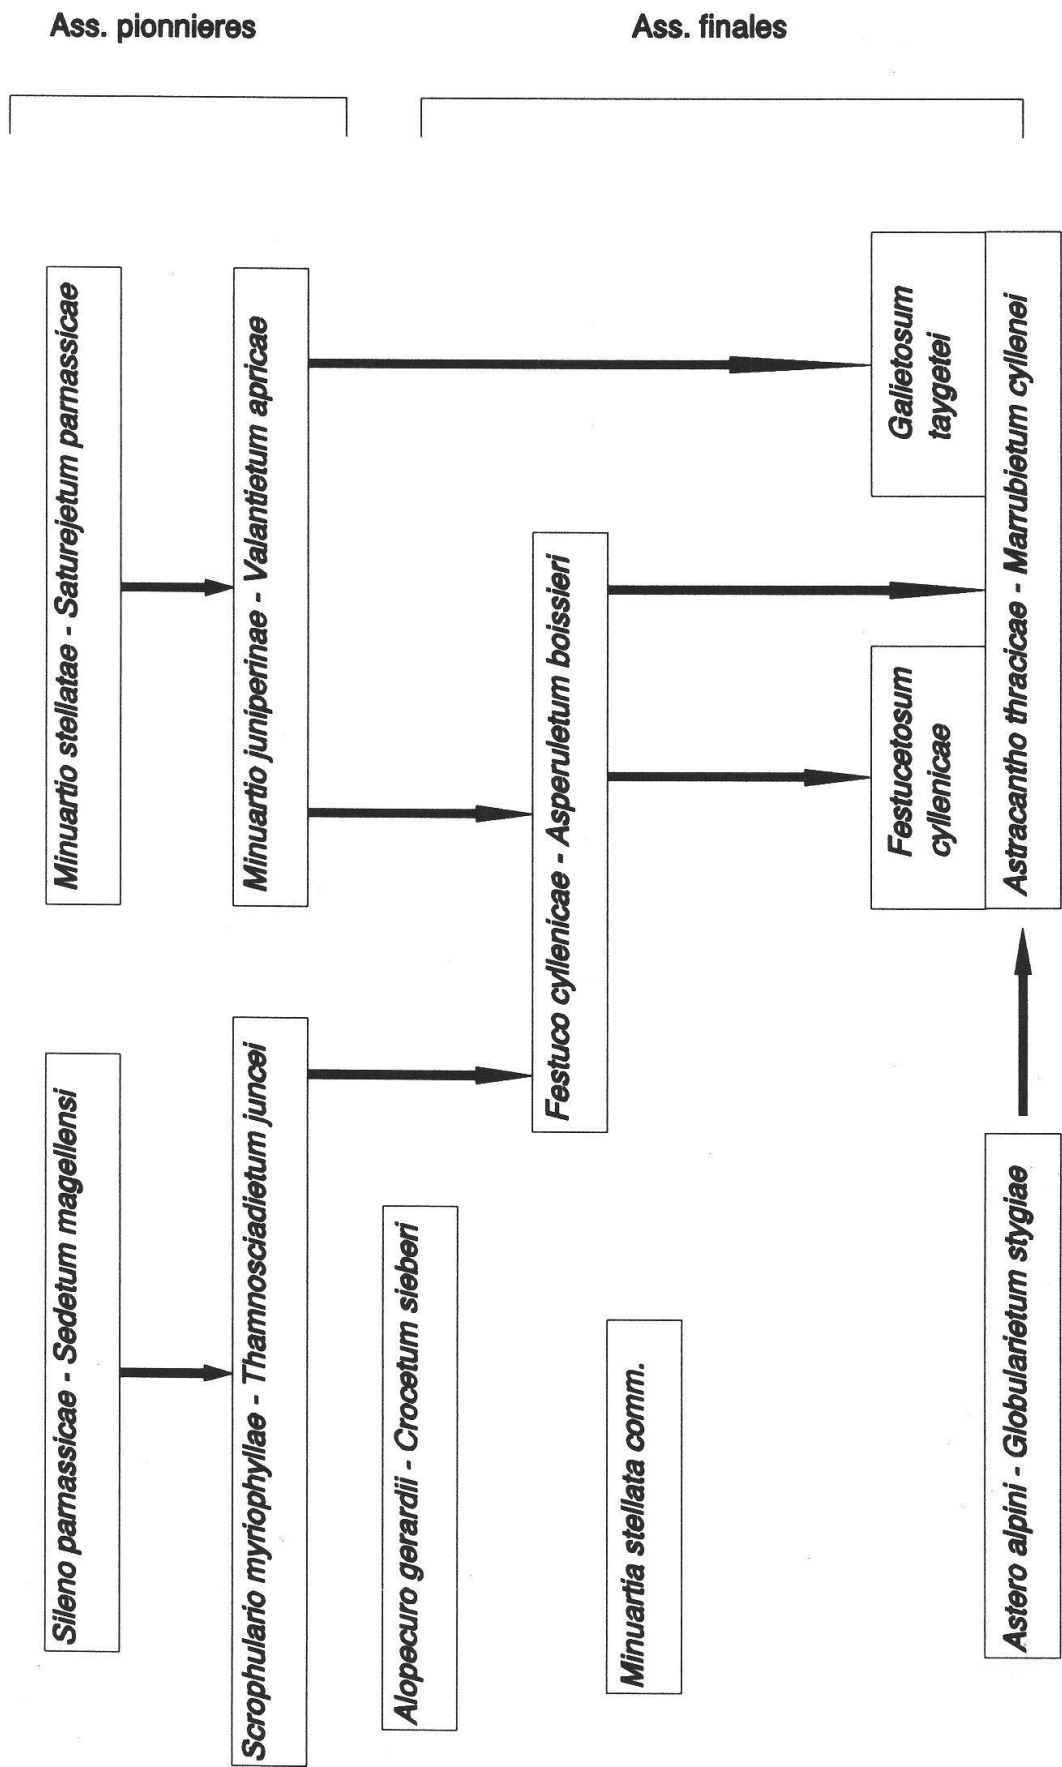 Ass. pionnieres
Ass. finales
Minuartio stellatae - Saturejetum parnassicae
Sileno parnassicae - Sedetum magellensi
Minuartio juniperinae - Valantietum apricae
Scrophulario myriophyllae - Thamnosciadietum juncei
Alopecuro gerardii - Crocetum sieberi
Festuco cyllenicae - Asperuletum boissieri
Minuartia stellata comm.
Galietosum
taygetei
Festucetosum
cyllenicae
Astracantho thracicae - Marrubietum cyllenei
Astero alpini - Globularietum stygiae